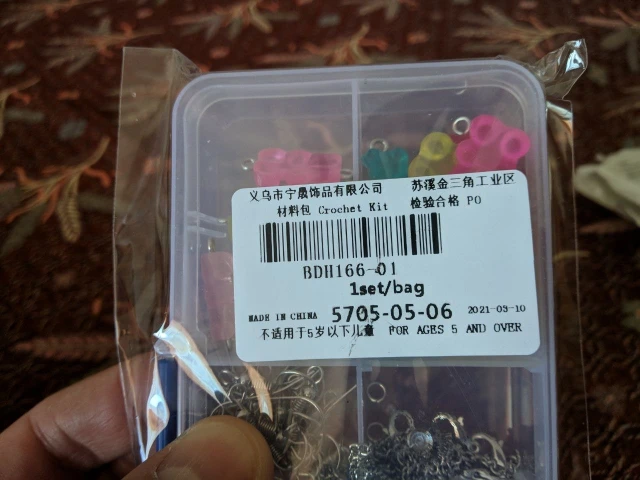 义乌市宁晟饰品有限公司 苏溪金三角工业区
材料包 Crochet Kit 检验合格 PO
BDH166-01
1set/bag
MADE IN CHINA 5705-05-06 2021-03-10
不适用于5岁以下儿童 FOR AGES 5 AND OVER